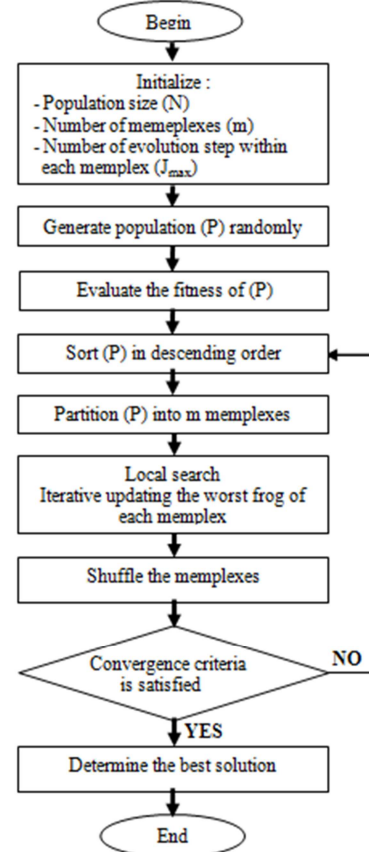 Begin
Initialize :
- Population size (N)
- Number of memeplexes (m)
- Number of evolution step within
each memplex (Jmax)
Generate population (P) randomly
Evaluate the fitness of (P)
Sort (P) in descending order
Partition (P) into m memplexes
Local search
Iterative updating the worst frog of
each memplex
Shuffle the memplexes
Convergence criteria
is satisfied
NO
YES
Determine the best solution
End